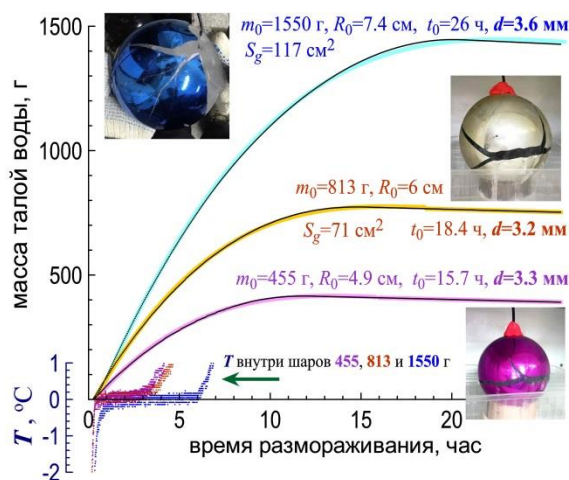 1500
1000
500
0
масса талой воды, г
m₀=1550 г, R₀=7.4 см, t₀=26 ч, d=3.6 мм
S_g=117 см²
m₀=813 г, R₀=6 см
S_g=71 см²
t₀=18.4 ч, d=3.2 мм
m₀=455 г, R₀=4.9 см, t₀=15.7 ч, d=3.3 мм
T внутри шаров 455, 813 и 1550 г
1
0
-1
-2
T, °C
0 5 10 15 20
время размораживания, час